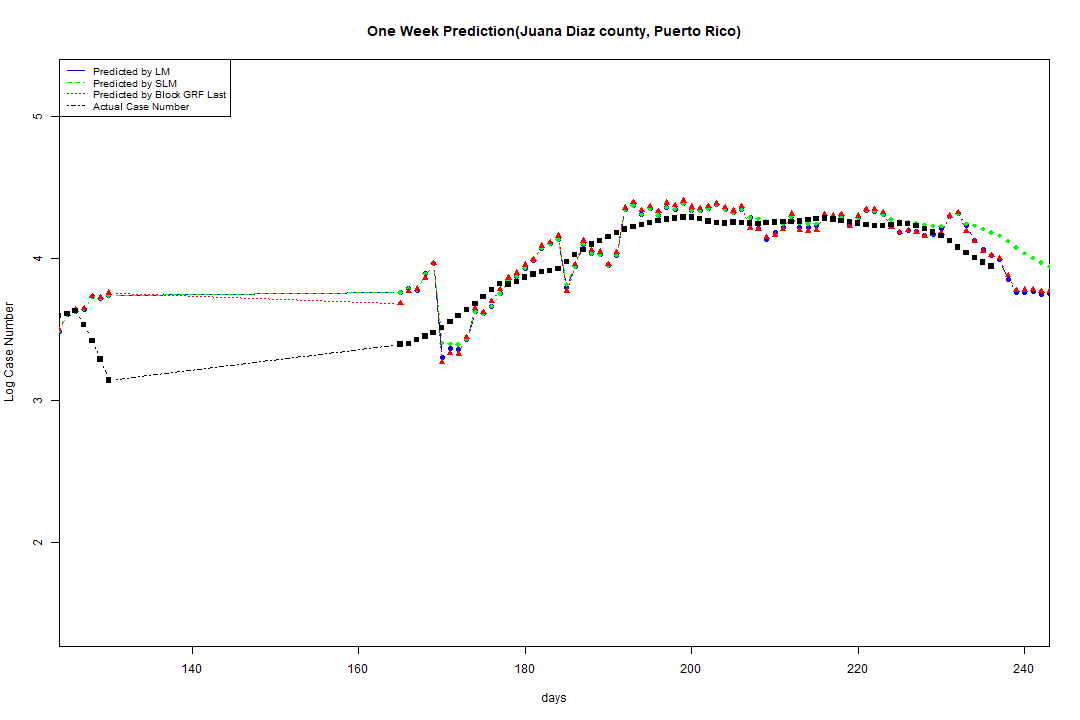 One Week Prediction(Juana Diaz county, Puerto Rico)
Predicted by LM
Predicted by SLM
Predicted by Block GRF Last
Actual Case Number
5
4
3
2
Log Case Number
140 160 180 200 220 240
days